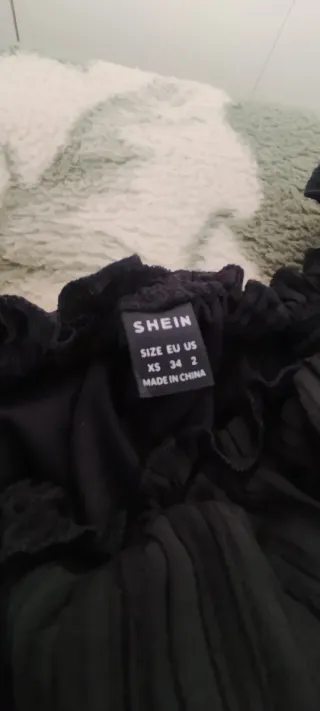 SHEIN
SIZE EU US
XS 34 2
MADE IN CHINA